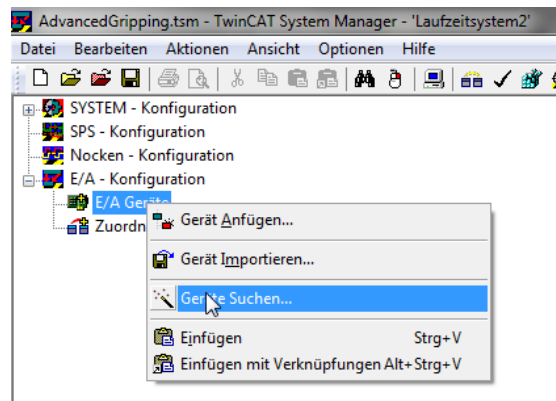 AdvancedGripping.tsm - TwinCAT System Manager - 'Laufzeitsystem2'
Datei Bearbeiten Aktionen Ansicht Optionen Hilfe
SYSTEM - Konfiguration
SPS - Konfiguration
Nocken - Konfiguration
E/A - Konfiguration
E/A Geräte
Zuordn
Gerät Anfügen...
Gerät Importieren...
Geräte Suchen...
Einfügen Strg+V
Einfügen mit Verknüpfungen Alt+Strg+V